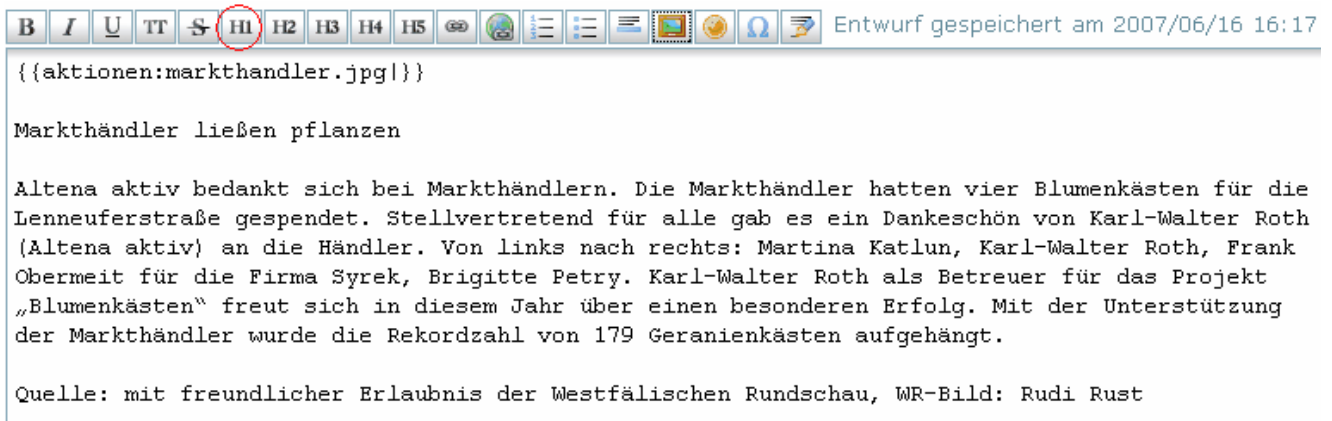 B I U TT S H1 H2 H3 H4 H5 Ω Entwurf gespeichert am 2007/06/16 16:17
{{aktionen:markthandler.jpg|}}
Markthändler ließen pflanzen
Altena aktiv bedankt sich bei Markthändlern. Die Markthändler hatten vier Blumenkästen für die
Lenneuferstraße gespendet. Stellvertretend für alle gab es ein Dankeschön von Karl-Walter Roth
(Altena aktiv) an die Händler. Von links nach rechts: Martina Katlun, Karl-Walter Roth, Frank
Obermeit für die Firma Syrek, Brigitte Petry. Karl-Walter Roth als Betreuer für das Projekt
„Blumenkästen“ freut sich in diesem Jahr über einen besonderen Erfolg. Mit der Unterstützung
der Markthändler wurde die Rekordzahl von 179 Geranienkästen aufgehängt.
Quelle: mit freundlicher Erlaubnis der Westfälischen Rundschau, WR-Bild: Rudi Rust